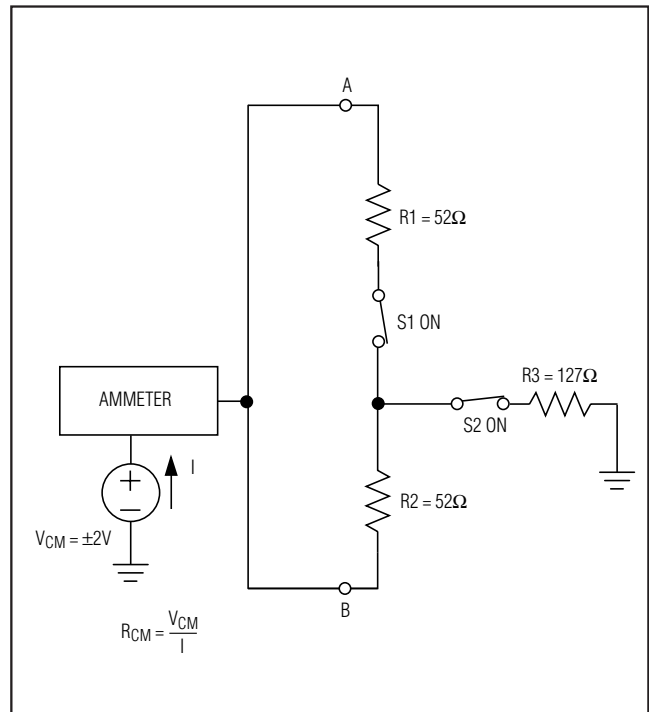 A
R1 = 52Ω
S1 ON
R3 = 127Ω
AMMETER
S2 ON
I
R2 = 52Ω
VCM = ±2V
B
RCM = VCM
I